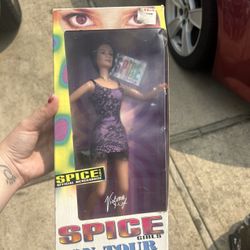 SPICE
OFFICIAL MERCHANDISE
Victoria
SPICE
GIRLS
ON TOUR